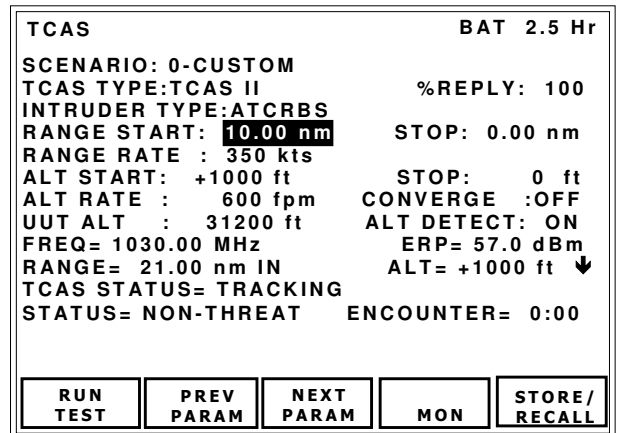 TCAS BAT 2.5 Hr
SCENARIO: 0-CUSTOM
TCAS TYPE:TCAS II %REPLY: 100
INTRUDER TYPE:ATCRBS
RANGE START: 10.00 nm STOP: 0.00 nm
RANGE RATE : 350 kts
ALT START: +1000 ft STOP: 0 ft
ALT RATE : 600 fpm CONVERGE :OFF
UUT ALT : 31200 ft ALT DETECT: ON
FREQ= 1030.00 MHz ERP= 57.0 dBm
RANGE= 21.00 nm IN ALT= +1000 ft ↓
TCAS STATUS= TRACKING
STATUS= NON-THREAT ENCOUNTER= 0:00
RUN TEST PREV PARAM NEXT PARAM MON STORE/ RECALL